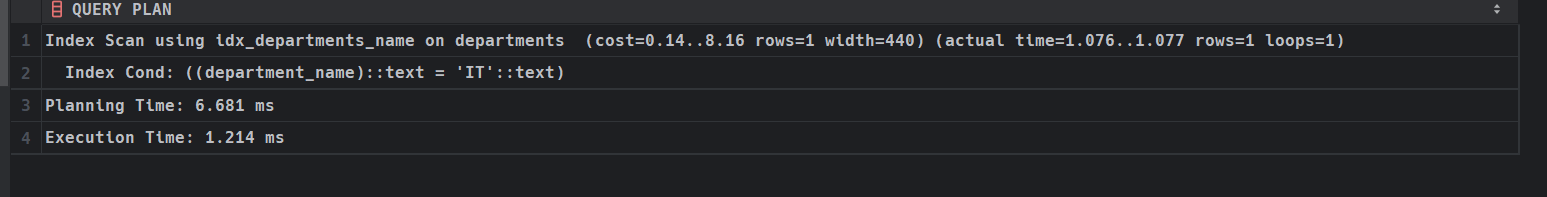 QUERY PLAN
1 Index Scan using idx_departments_name on departments  (cost=0.14..8.16 rows=1 width=440) (actual time=1.076..1.077 rows=1 loops=1)
2   Index Cond: ((department_name)::text = 'IT'::text)
3 Planning Time: 6.681 ms
4 Execution Time: 1.214 ms